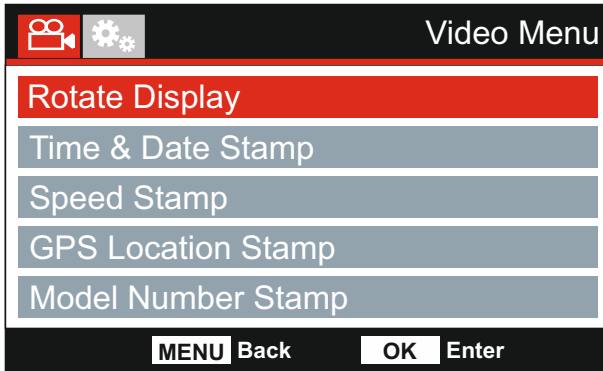 Video Menu
Rotate Display
Time & Date Stamp
Speed Stamp
GPS Location Stamp
Model Number Stamp
MENU Back OK Enter